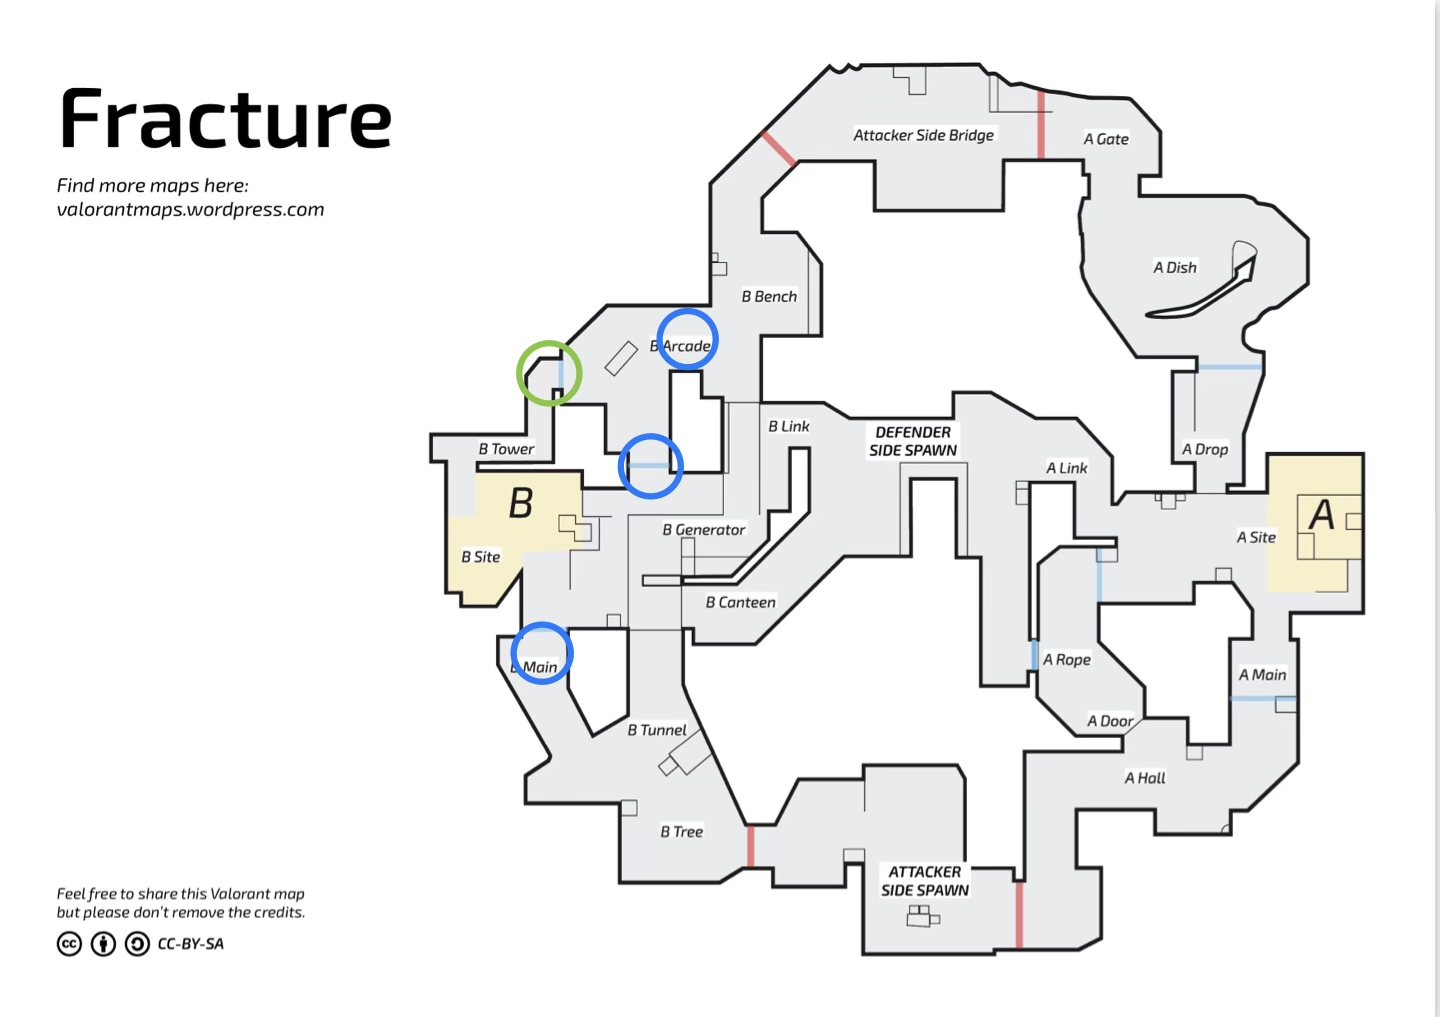 Fracture
Find more maps here:
valorantmaps.wordpress.com
Attacker Side Bridge
A Gate
A Dish
B Bench
B Arcade
B Link
DEFENDER
SIDE SPAWN
B Tower
A Link
A Drop
B
A
B Generator
A Site
B Site
B Canteen
A Rope
Main
A Main
A Door
B Tunnel
A Hall
B Tree
ATTACKER
SIDE SPAWN
Feel free to share this Valorant map
but please don't remove the credits.
cc CC-BY-SA